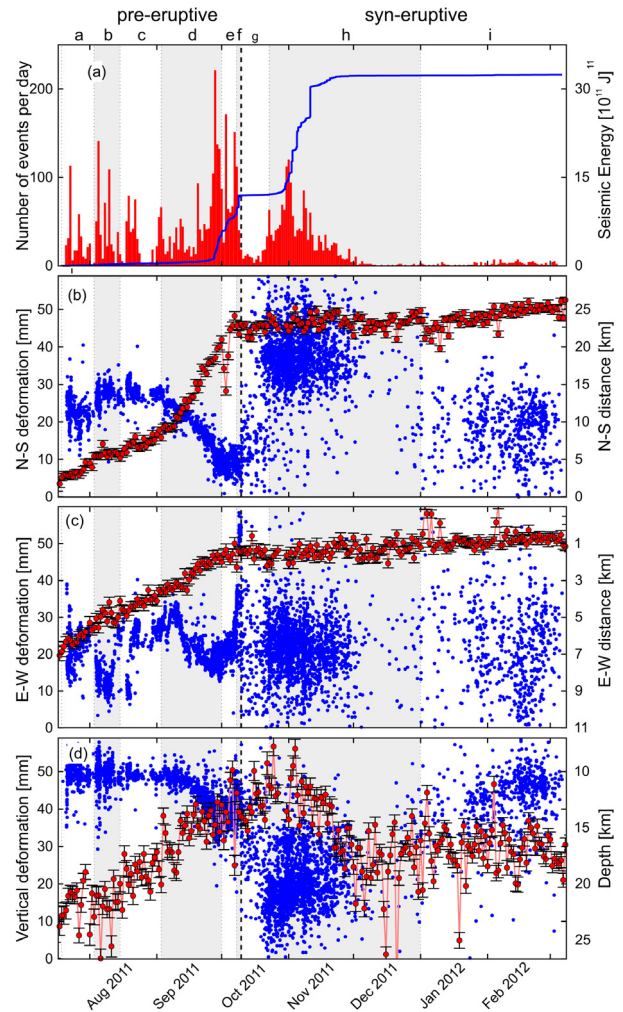 pre-eruptive syn-eruptive
a b c d e f g h i
(a)
Number of events per day
200
100
0
Seismic Energy [10¹¹ J]¹¹
30
15
0
(b)
N-S deformation [mm]
50
40
30
20
10
0
N-S distance [km]
25
20
15
10
5
0
(c)
E-W deformation [mm]
50
40
30
20
10
0
E-W distance [km]
1
3
5
7
9
11
(d)
Vertical deformation [mm]
50
40
30
20
10
0
Depth [km]
10
15
20
25
Aug 2011 Sep 2011 Oct 2011 Nov 2011 Dec 2011 Jan 2012 Feb 2012